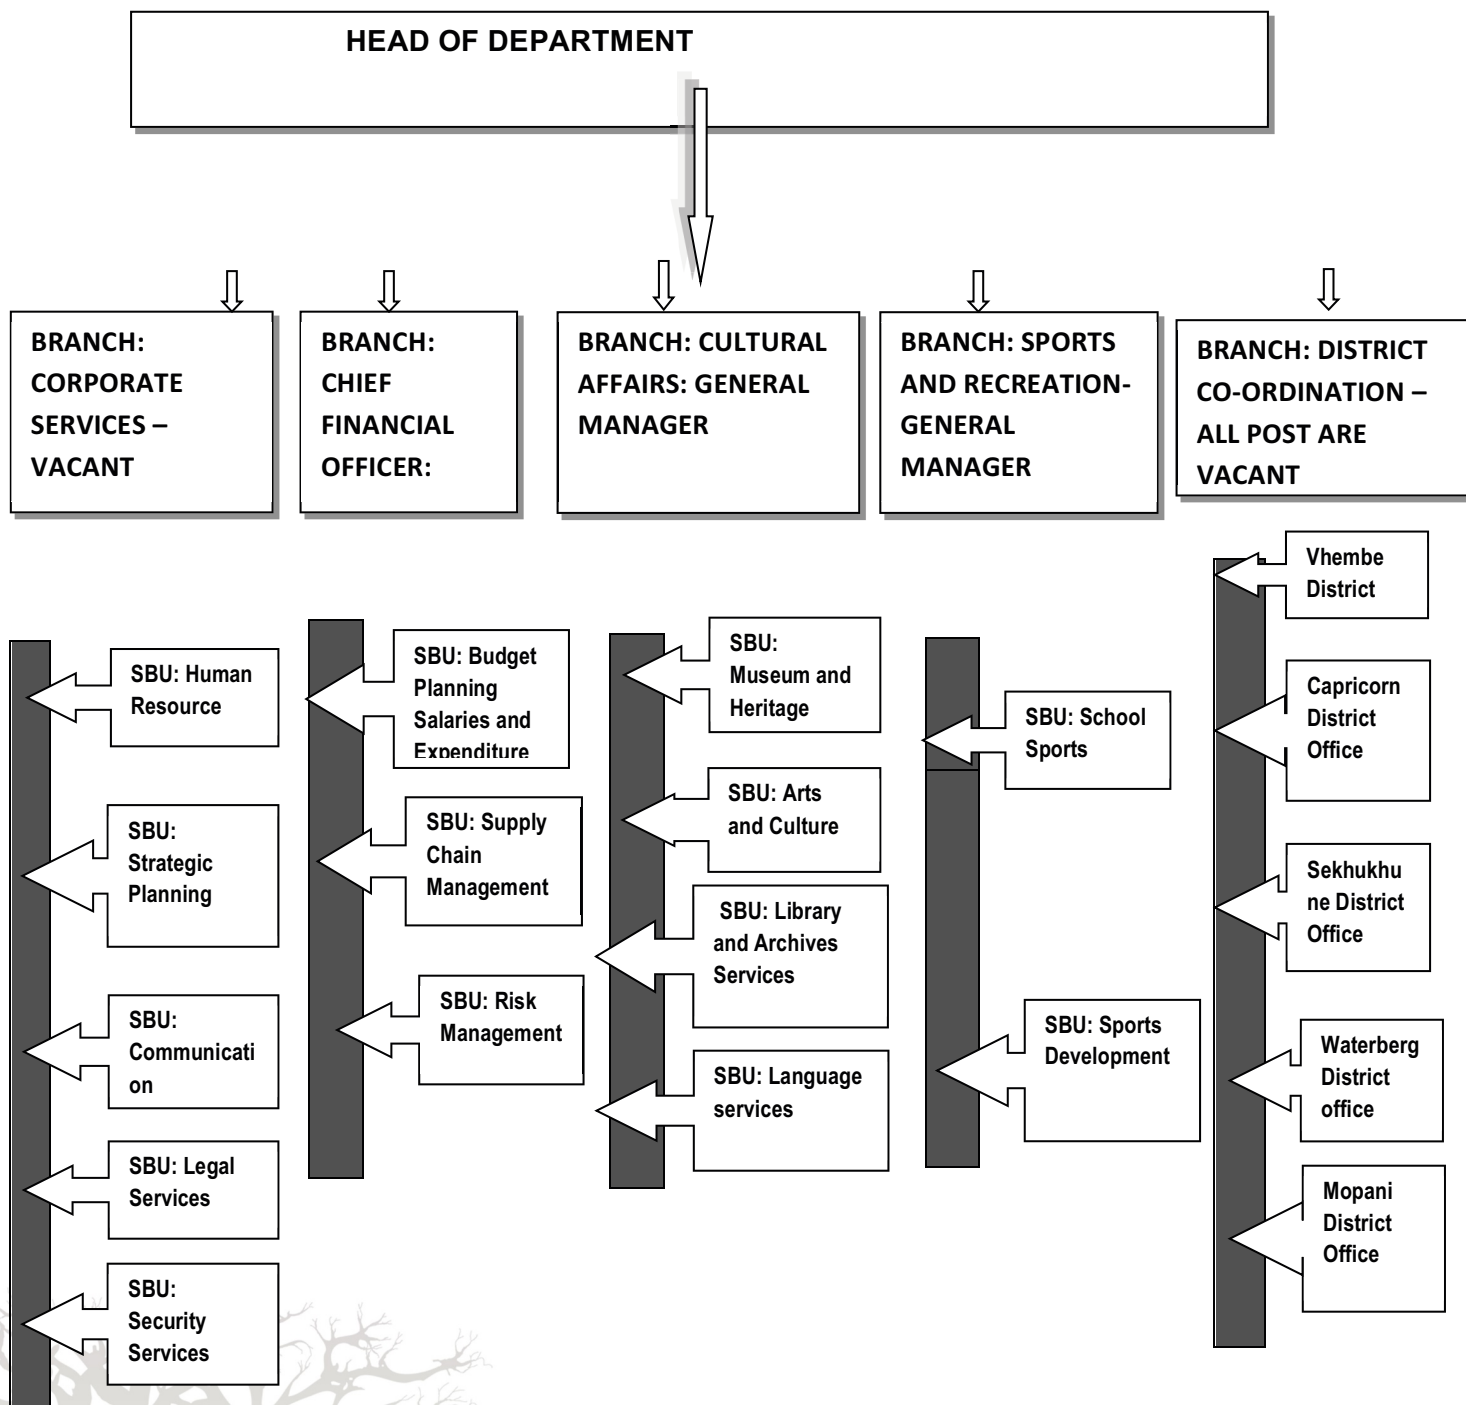 HEAD OF DEPARTMENT
BRANCH:
CORPORATE
SERVICES –
VACANT
BRANCH:
CHIEF
FINANCIAL
OFFICER:
BRANCH: CULTURAL
AFFAIRS: GENERAL
MANAGER
BRANCH: SPORTS
AND RECREATION-
GENERAL
MANAGER
BRANCH: DISTRICT
CO-ORDINATION –
ALL POST ARE
VACANT
SBU: Human
Resource
SBU:
Strategic
Planning
SBU:
Communicati
on
SBU: Legal
Services
SBU:
Security
Services
SBU: Budget
Planning
Salaries and
Expenditure
SBU: Supply
Chain
Management
SBU: Risk
Management
SBU:
Museum and
Heritage
SBU: Arts
and Culture
SBU: Library
and Archives
Services
SBU: Language
services
SBU: School
Sports
SBU: Sports
Development
Vhembe
District
Capricorn
District
Office
Sekhukhu
ne District
Office
Waterberg
District
office
Mopani
District
Office